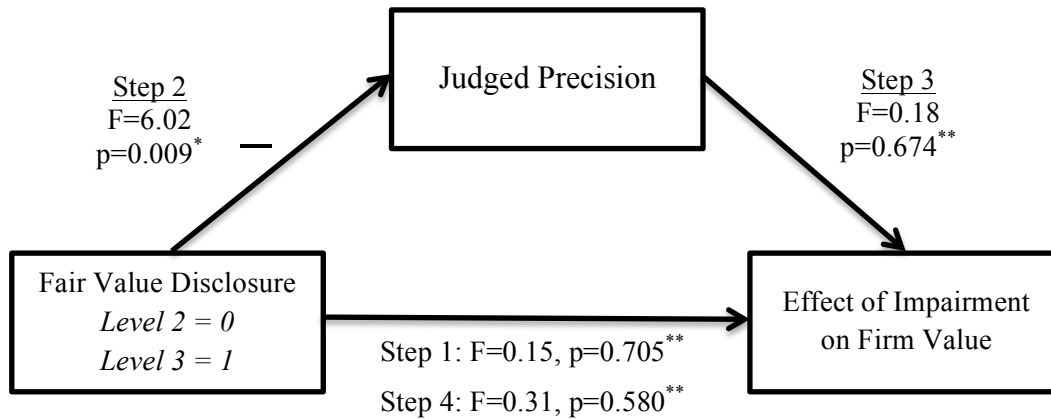 Judged Precision
Step 2
F=6.02
p=0.009*
Step 3
F=0.18
p=0.674**
Fair Value Disclosure
Level 2 = 0
Level 3 = 1
Effect of Impairment
on Firm Value
Step 1: F=0.15, p=0.705**
Step 4: F=0.31, p=0.580**